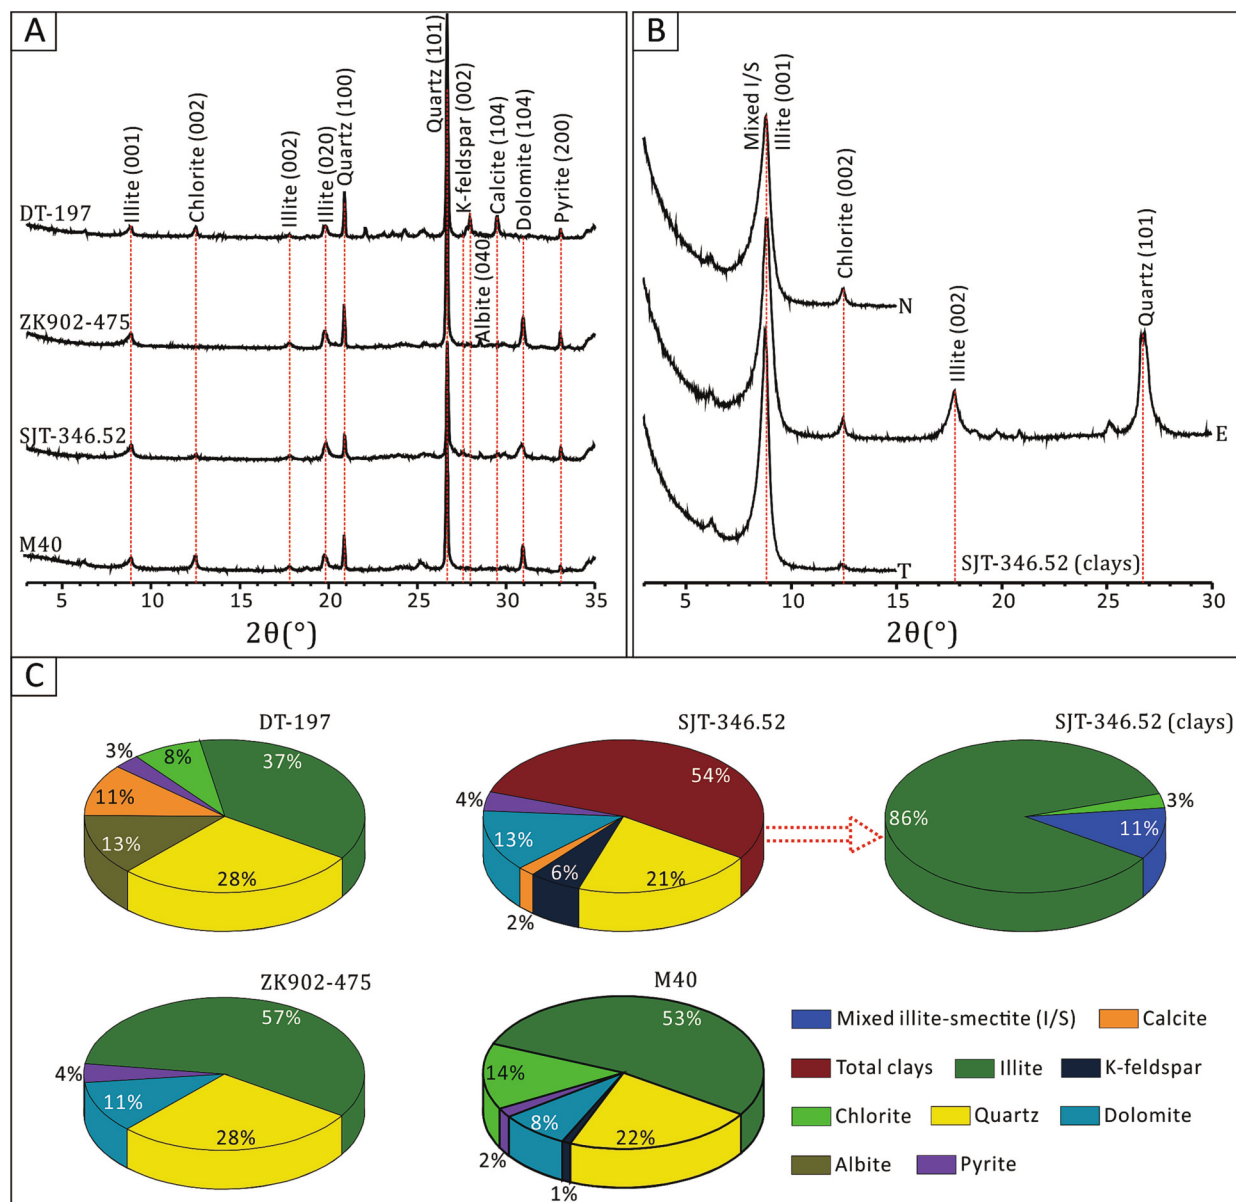 A
Illite (001)
Chlorite (002)
Illite (002)
Illite (020)
Quartz (100)
Quartz (101)
K-feldspar (002)
Albite (040)
Calcite (104)
Dolomite (104)
Pyrite (200)
DT-197
ZK902-475
SJT-346.52
M40
5 10 15 20 25 30 35
2θ(°)
B
Mixed I/S
Illite (001)
Chlorite (002)
Illite (002)
Quartz (101)
N
E
T
SJT-346.52 (clays)
5 10 15 20 25 30
2θ(°)
C
DT-197
3%
8%
37%
11%
13%
28%
SJT-346.52
54%
4%
13%
2%
6%
21%
SJT-346.52 (clays)
86%
3%
11%
ZK902-475
57%
4%
11%
28%
M40
53%
14%
2%
8%
1%
22%
Mixed illite-smectite (I/S) Calcite
Total clays Illite K-feldspar
Chlorite Quartz Dolomite
Albite Pyrite